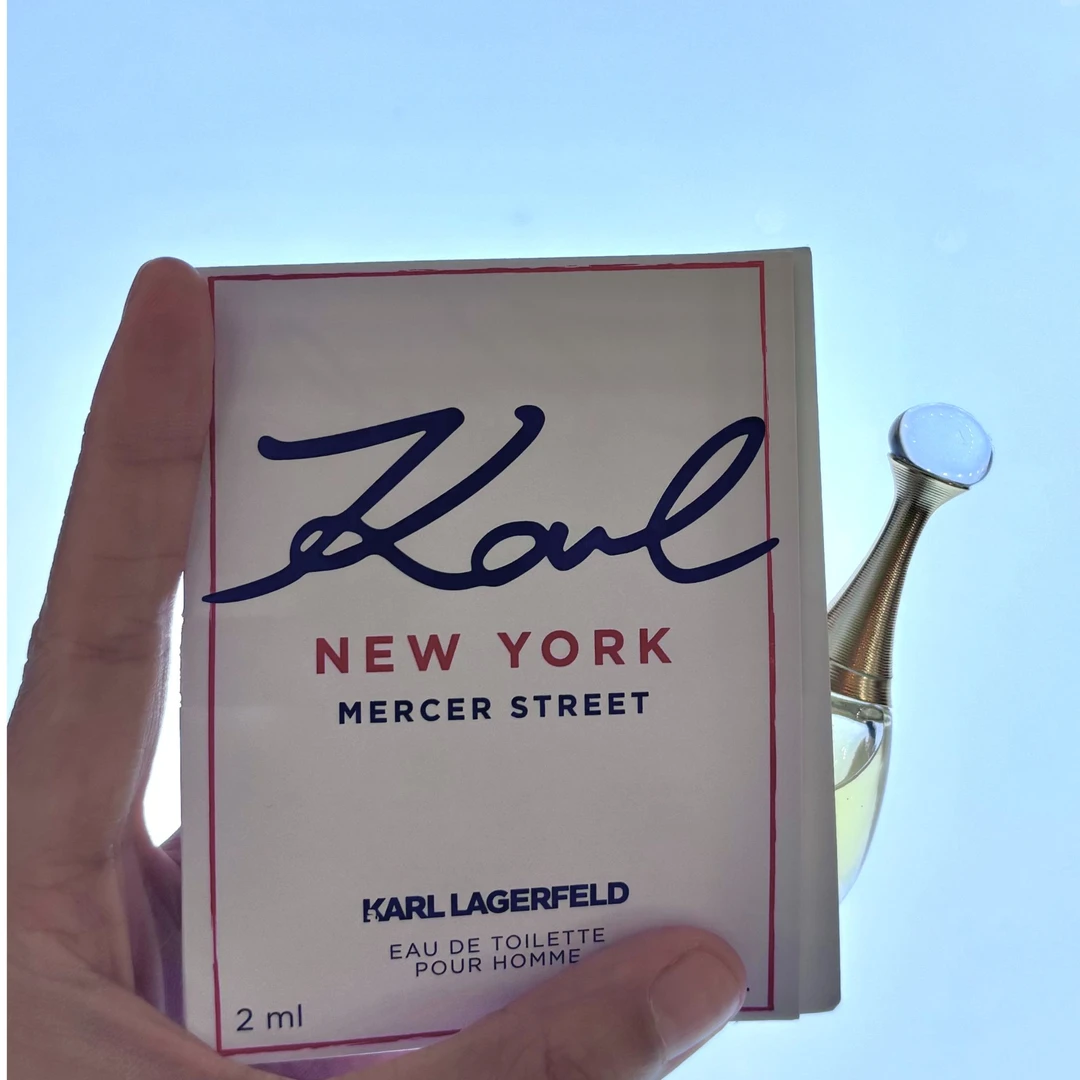 Karl
NEW YORK
MERCER STREET
KARL LAGERFELD
EAU DE TOILETTE
POUR HOMME
2 ml